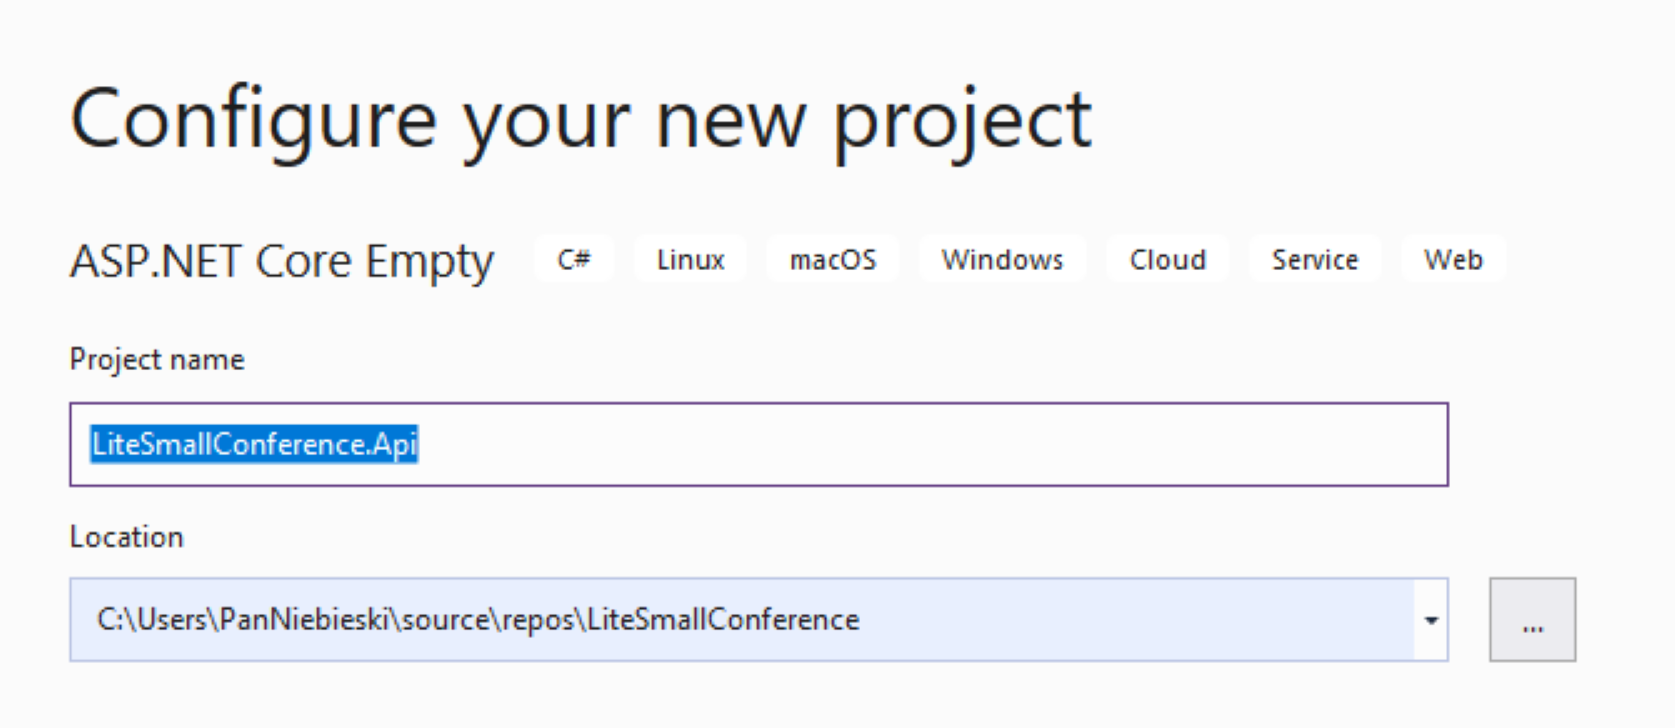 Configure your new project
ASP.NET Core Empty C# Linux macOS Windows Cloud Service Web
Project name
LiteSmallConference.Api
Location
C:\Users\PanNiebieski\source\repos\LiteSmallConference
...